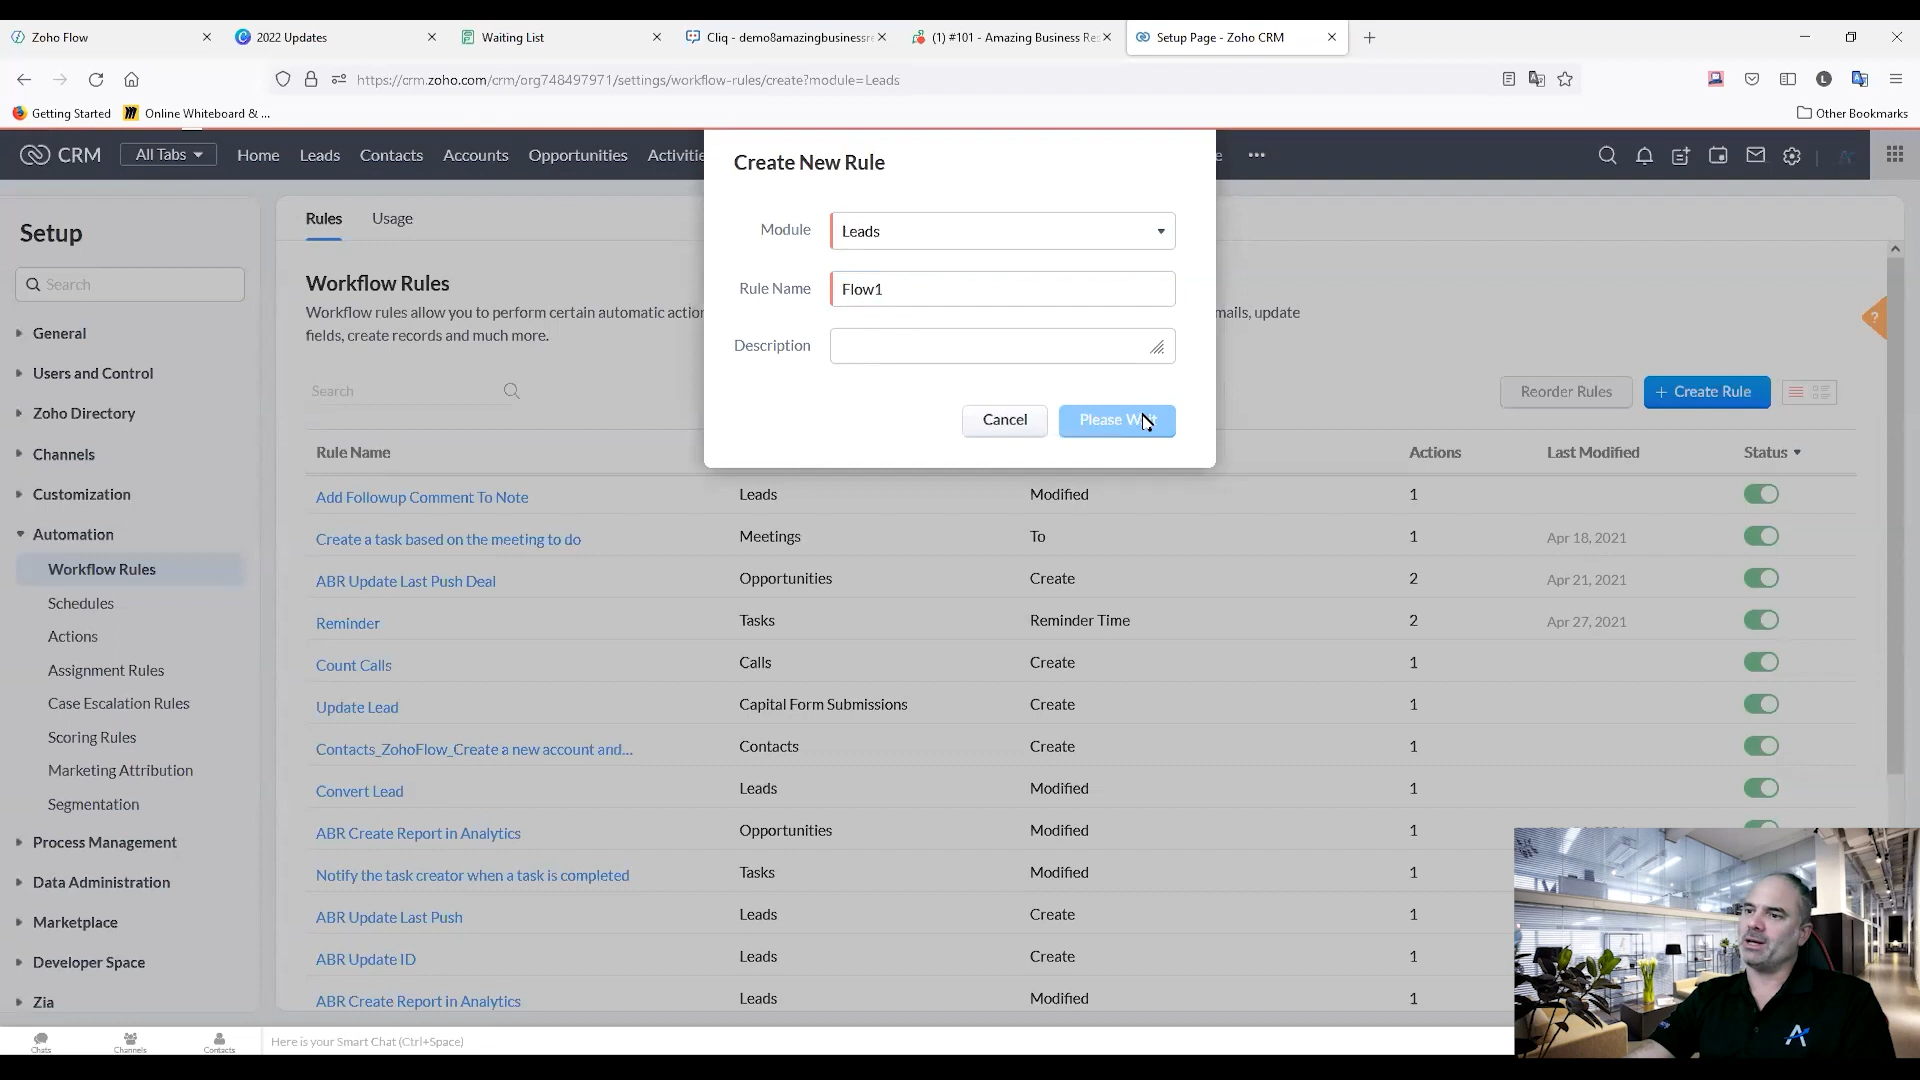 Zoho Flow
2022 Updates
Waiting List
Cliq - demo8amazingbusinessre
(1) #101 - Amazing Business Re
Setup Page - Zoho CRM
https://crm.zoho.com/crm/org748497971/settings/workflow-rules/create?module=Leads
Getting Started
Online Whiteboard & ...
Other Bookmarks
CRM
All Tabs
Home
Leads
Contacts
Accounts
Opportunities
Activitie
Create New Rule
Module
Leads
Rule Name
Flow1
Description
Cancel
Please Wait
Setup
Search
General
Users and Control
Zoho Directory
Channels
Customization
Automation
Workflow Rules
Schedules
Actions
Assignment Rules
Case Escalation Rules
Scoring Rules
Marketing Attribution
Segmentation
Process Management
Data Administration
Marketplace
Developer Space
Zia
Rules
Usage
Workflow Rules
Workflow rules allow you to perform certain automatic action
mails, update
fields, create records and much more.
Search
Reorder Rules
+ Create Rule
?
Rule Name
Actions
Last Modified
Status
Add Followup Comment To Note
Leads
Modified
1
Create a task based on the meeting to do
Meetings
To
1
Apr 18, 2021
ABR Update Last Push Deal
Opportunities
Create
2
Apr 21, 2021
Reminder
Tasks
Reminder Time
2
Apr 27, 2021
Count Calls
Calls
Create
1
Update Lead
Capital Form Submissions
Create
1
Contacts_ZohoFlow_Create a new account and...
Contacts
Create
1
Convert Lead
Leads
Modified
1
ABR Create Report in Analytics
Opportunities
Modified
1
Notify the task creator when a task is completed
Tasks
Modified
1
ABR Update Last Push
Leads
Create
1
ABR Update ID
Leads
Create
1
ABR Create Report in Analytics
Leads
Modified
1
Chats
Channels
Contacts
Here is your Smart Chat (Ctrl+Space)